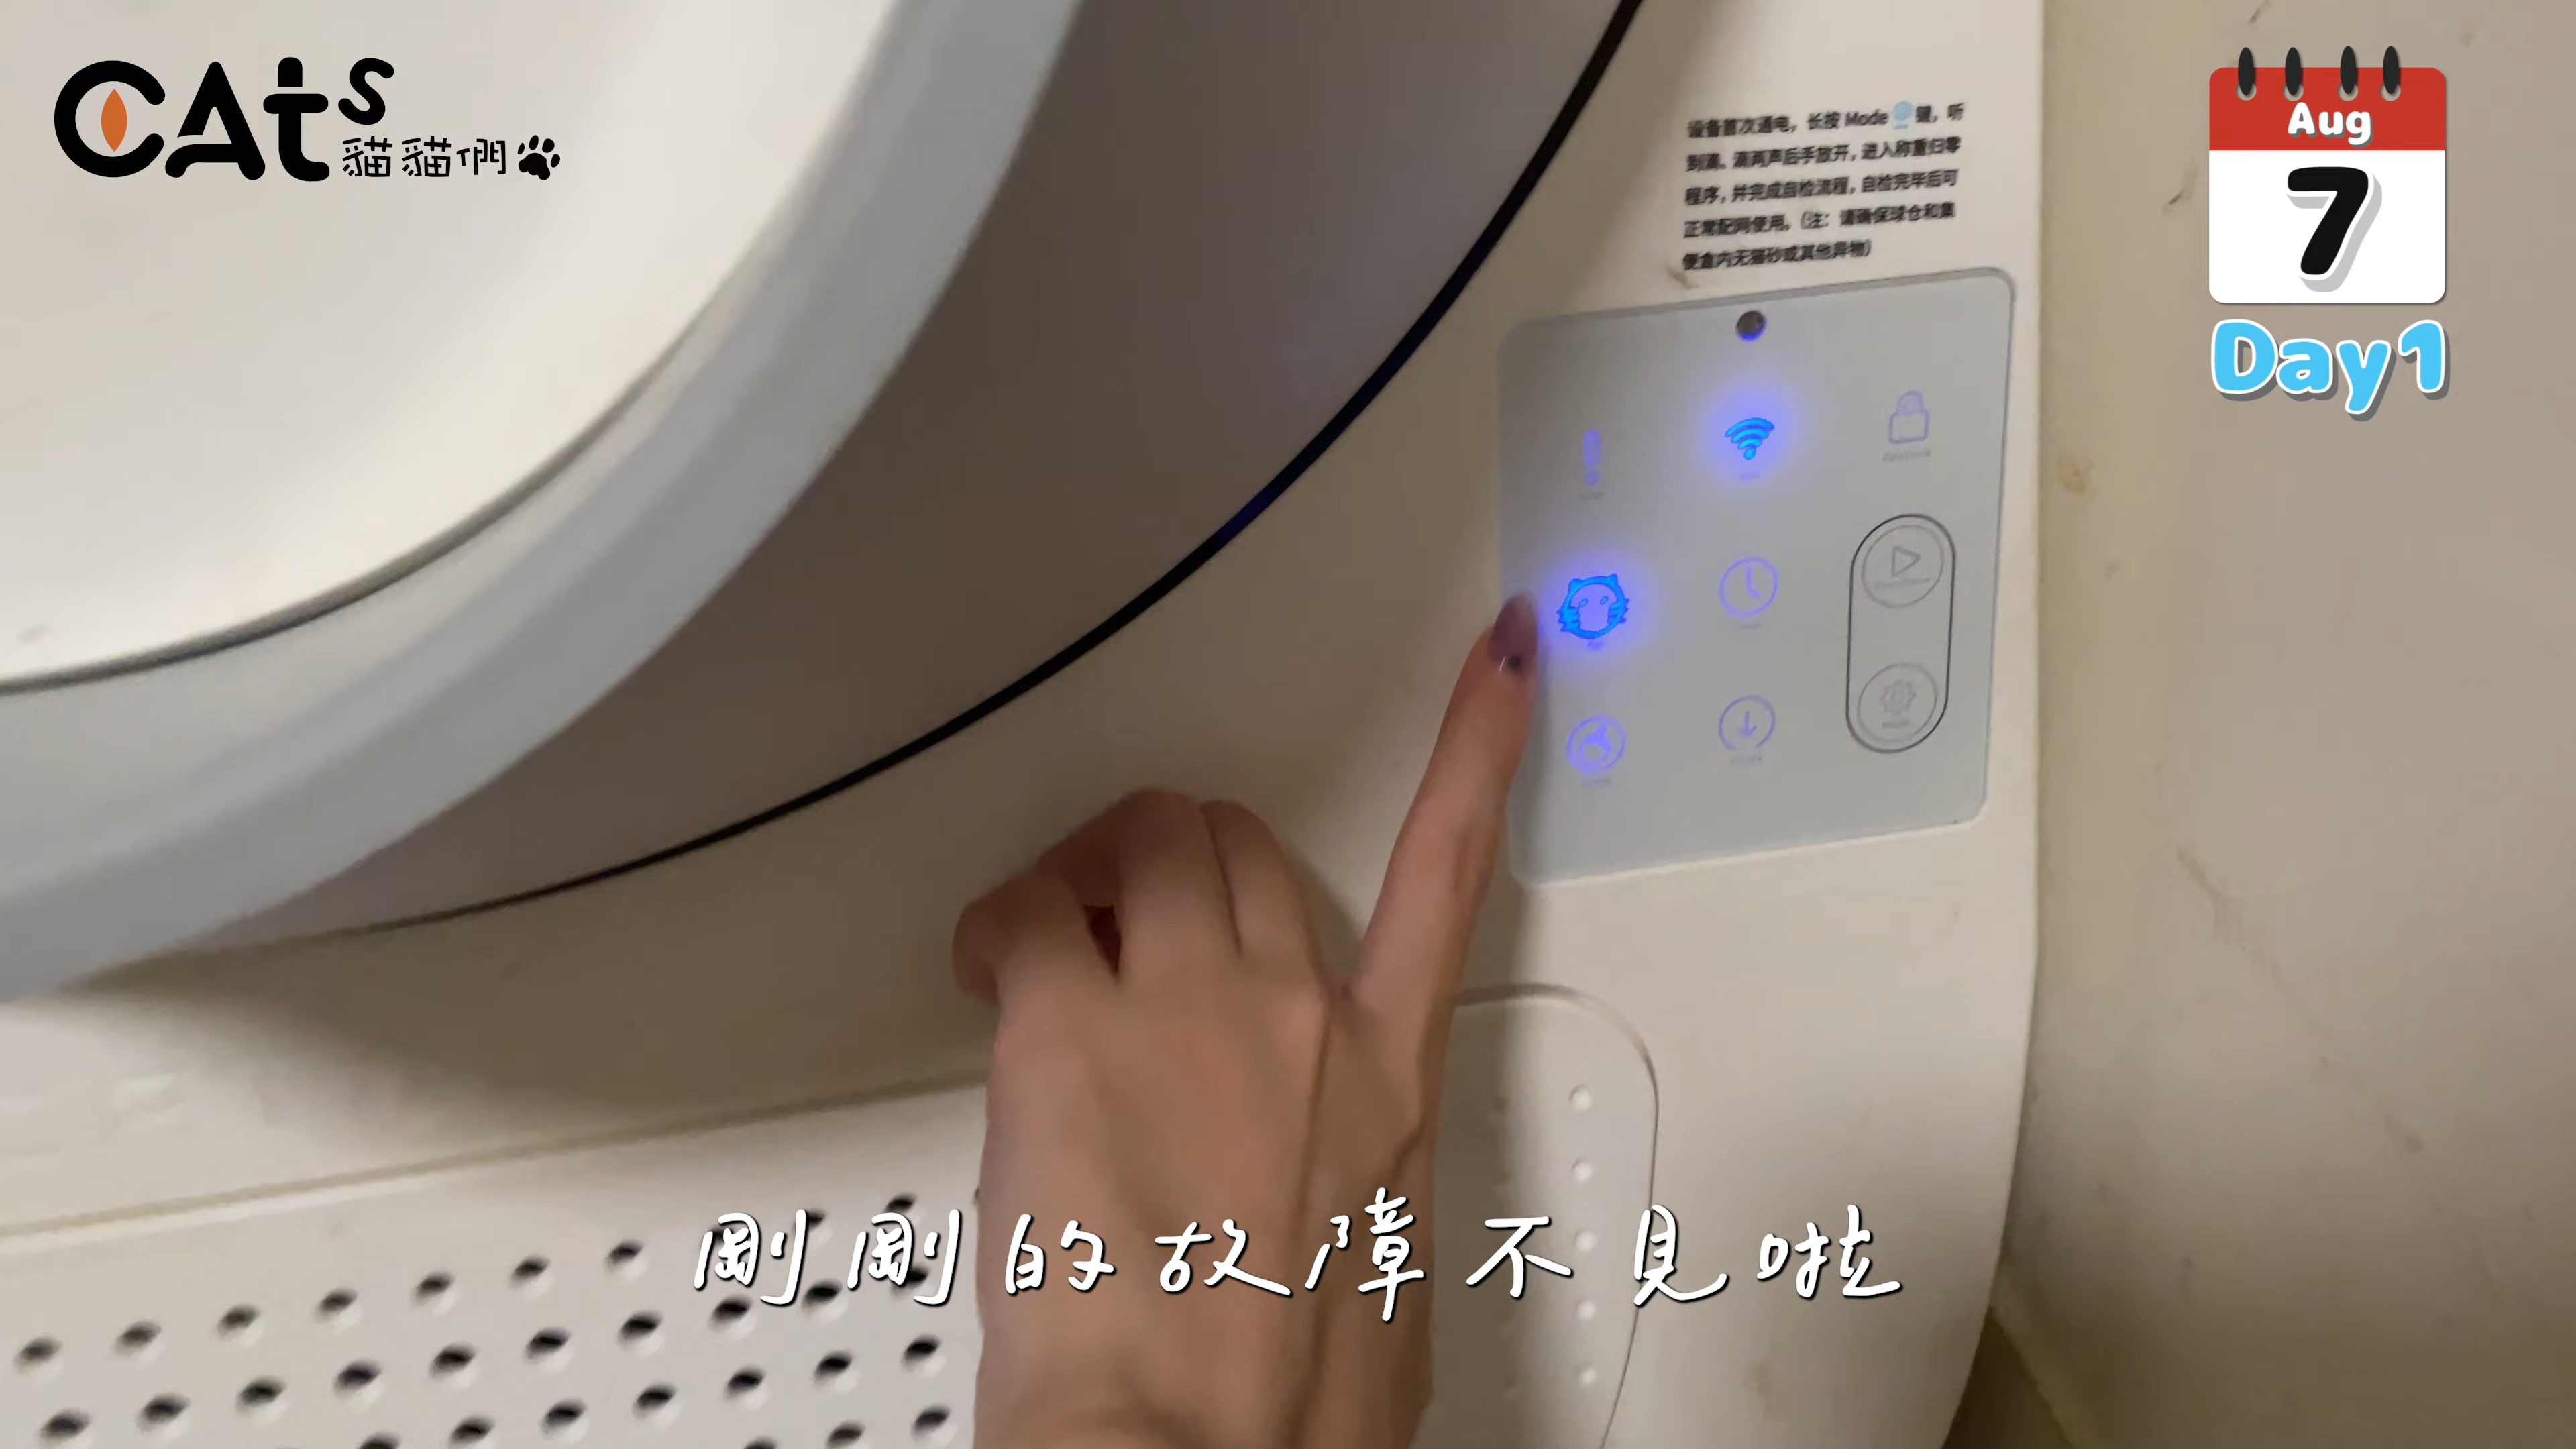 CAts
貓貓們
Aug
7
Day1
设备首次通电，长按 Mode 键，听
到滴、滴两声后手放开，进入称重归零
程序，并完成自检流程，自检完毕后可
正常配网使用。（注：请确保球仓和集
便盒内无猫砂或其他异物）
剛剛的故障不見啦